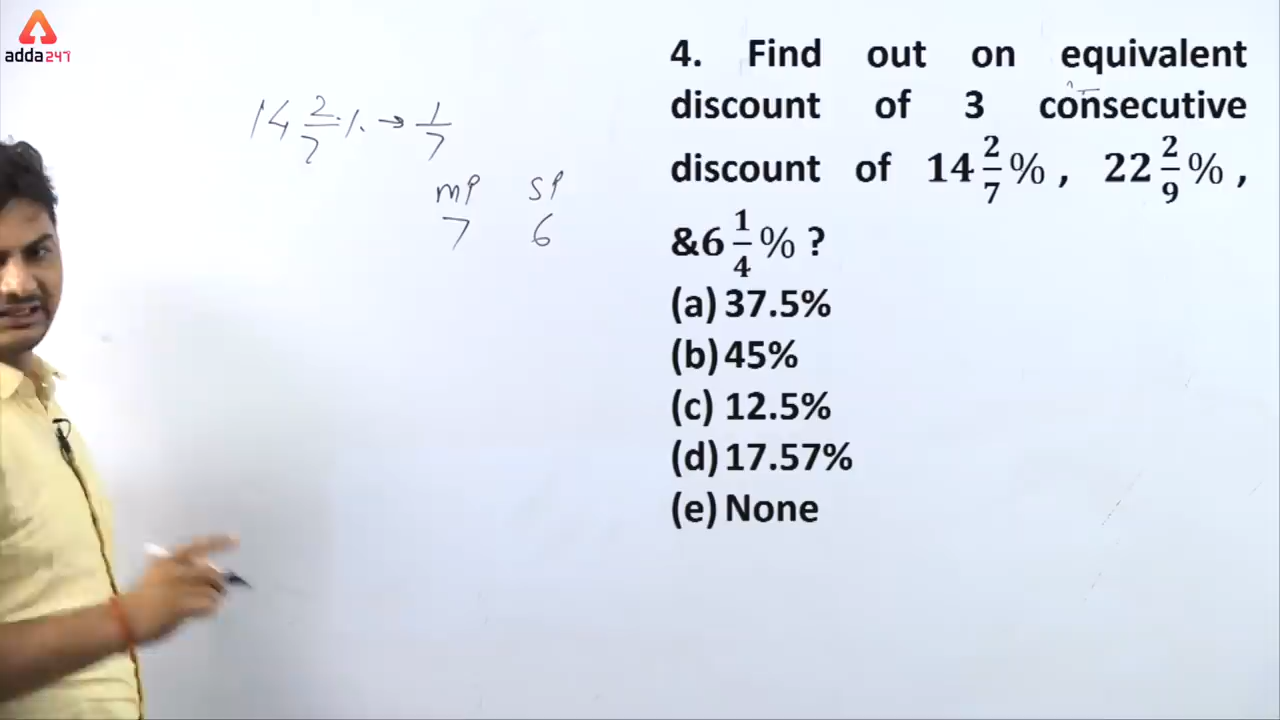 adda247
14 2/7 % → 1/7
MP SP
7 6
4. Find out on equivalent
discount of 3 consecutive
discount of 14 2/7 %, 22 2/9 %,
&6 1/4 % ?
(a) 37.5%
(b) 45%
(c) 12.5%
(d) 17.57%
(e) None